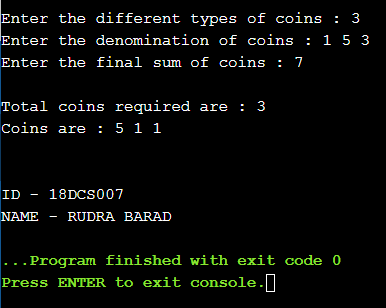 Enter the different types of coins : 3
Enter the denomination of coins : 1 5 3
Enter the final sum of coins : 7
Total coins required are : 3
Coins are : 5 1 1
ID - 18DCS007
NAME - RUDRA BARAD
...Program finished with exit code 0
Press ENTER to exit console.